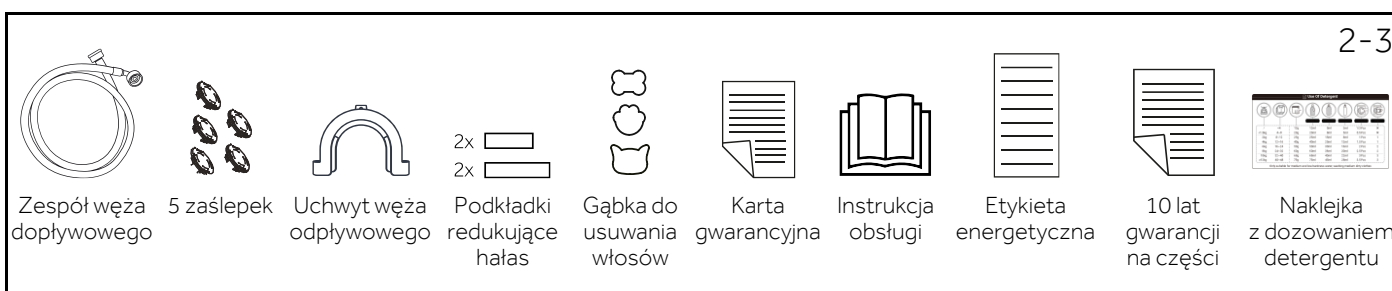 2-3
2x
2x
Zespół węża
dopływowego
5 zaślepek
Uchwyt węża
odpływowego
Podkładki
redukujące
hałas
Gąbka do
usuwania
włosów
Karta
gwarancyjna
Instrukcja
obsługi
Etykieta
energetyczna
10 lat
gwarancji
na części
Naklejka
z dozowaniem
detergentu